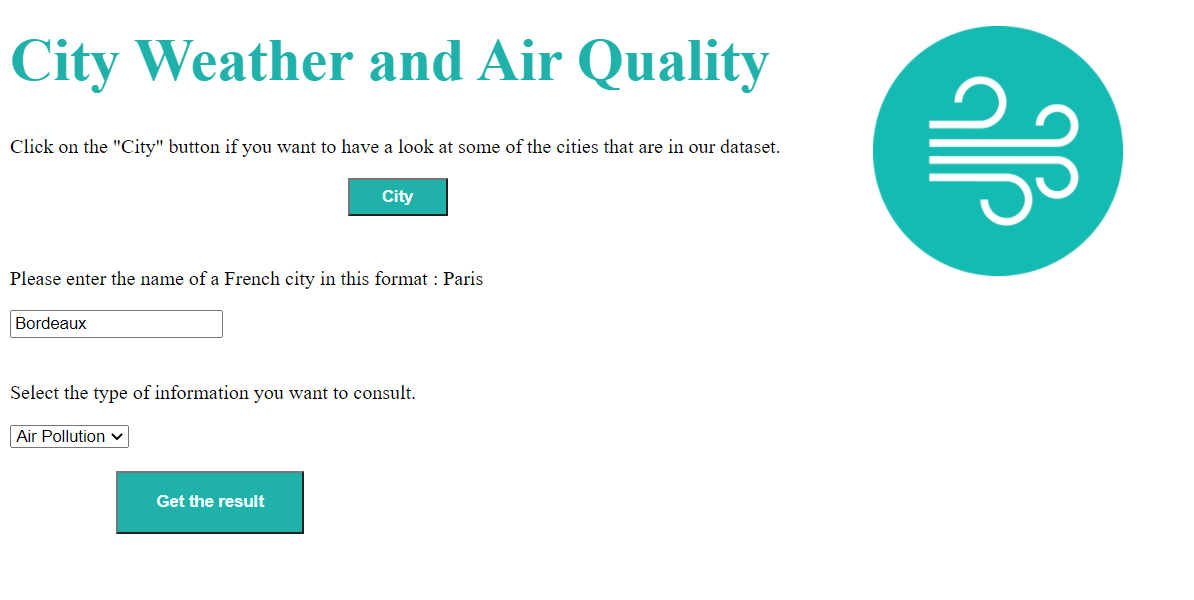 City Weather and Air Quality
Click on the "City" button if you want to have a look at some of the cities that are in our dataset.
City
Please enter the name of a French city in this format : Paris
Bordeaux
Select the type of information you want to consult.
Air Pollution
Get the result